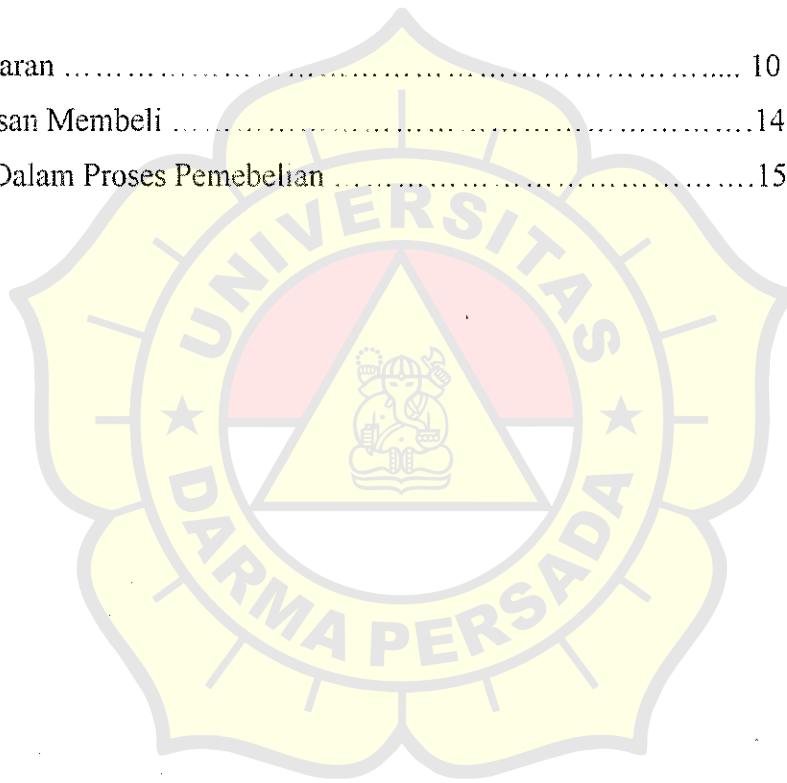 aran .................................................................. 10
san Membeli .................................................................. 14
Dalam Proses Pemebelian .................................................................. 15
UNIVERSITAS
DARMA PERSADA